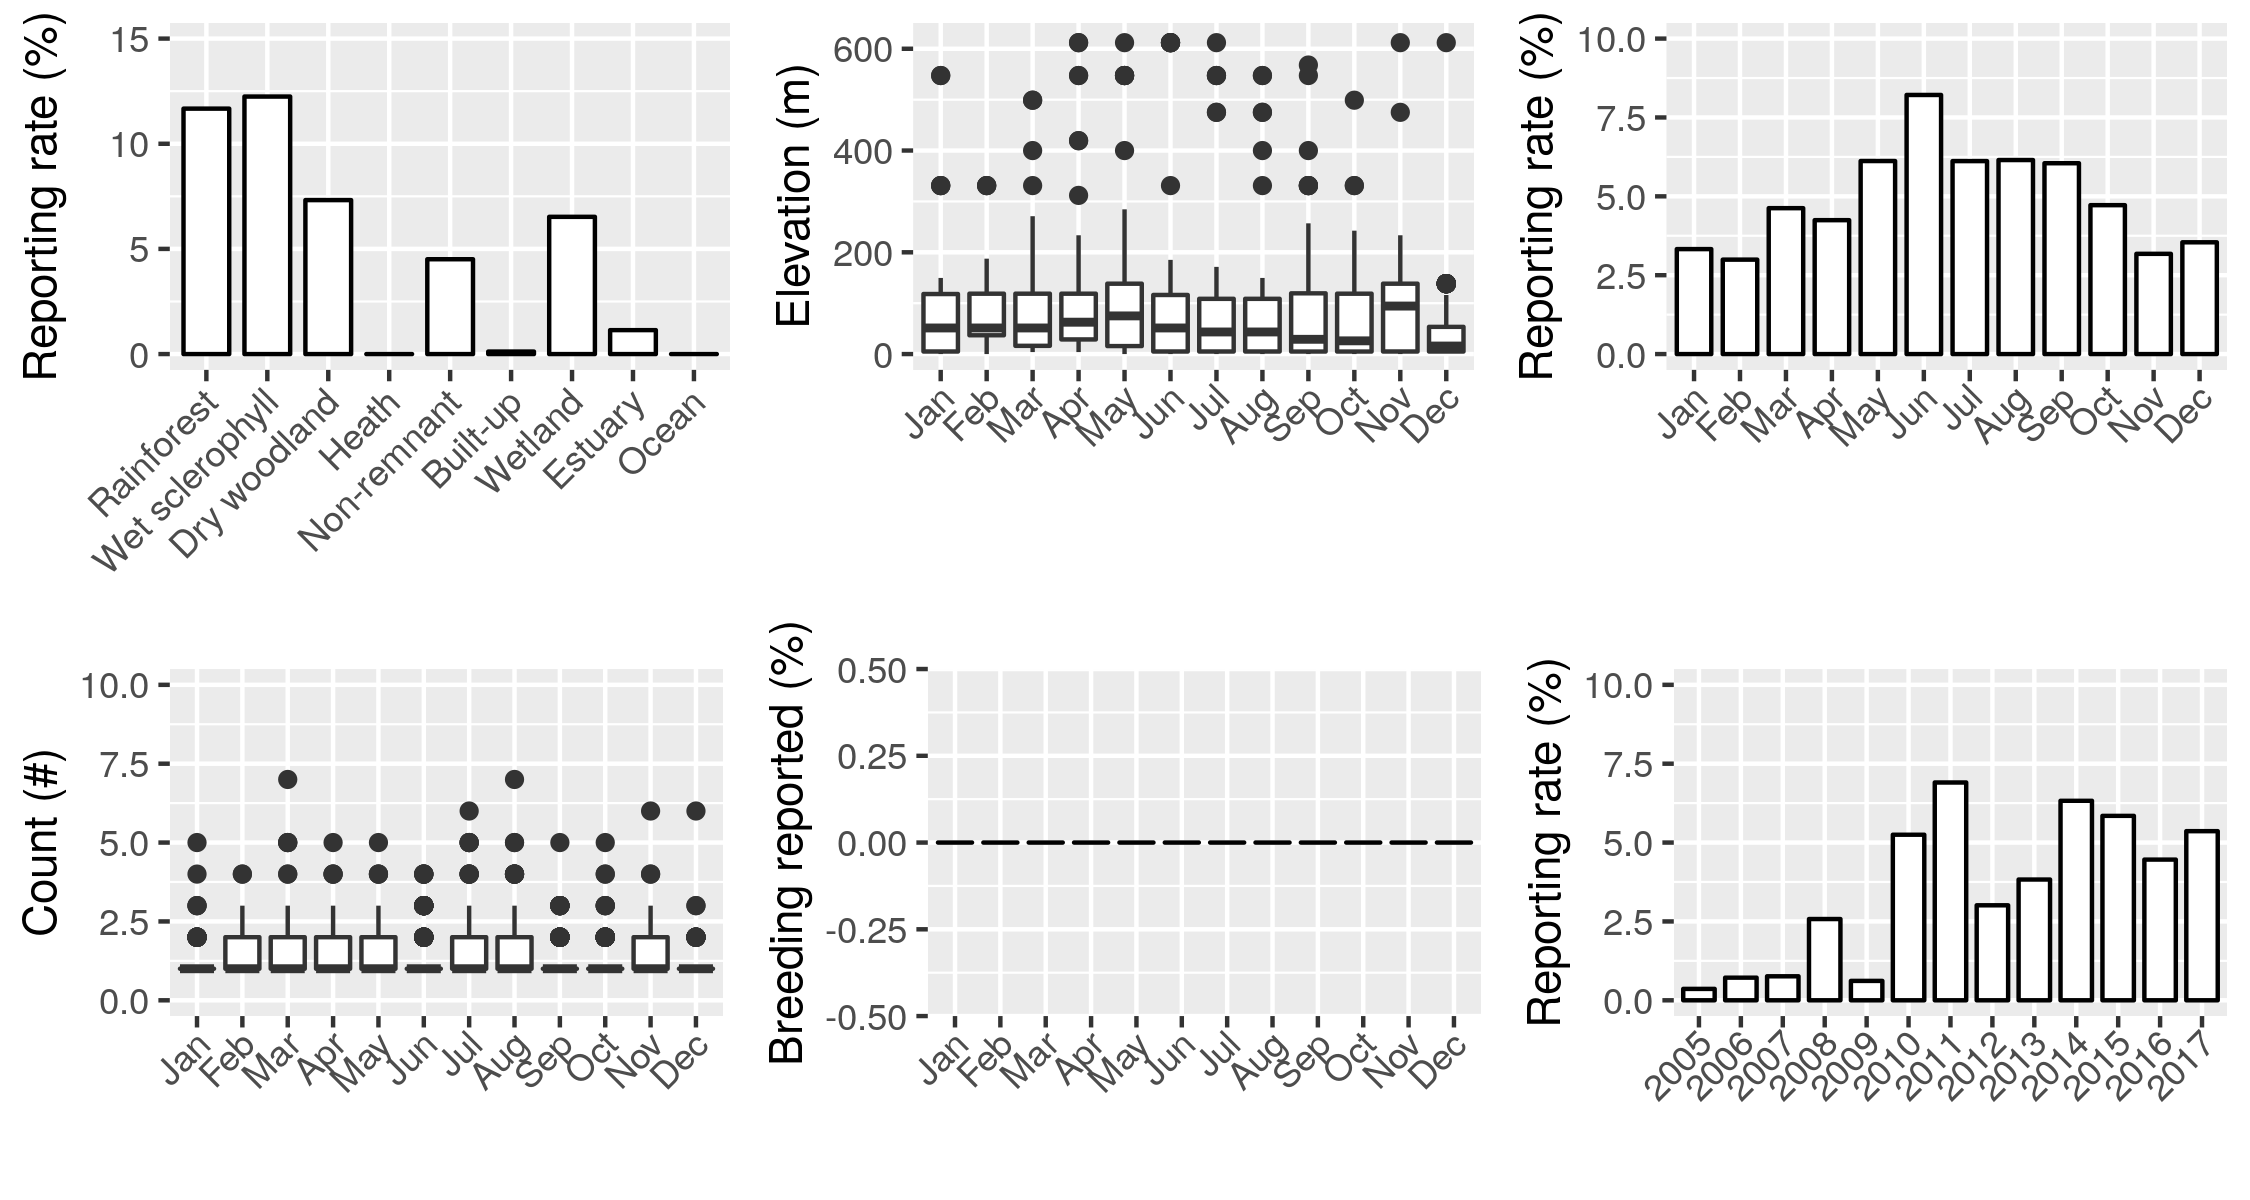 Reporting rate (%)
15
10
5
0
Rainforest
Wet sclerophyll
Dry woodland
Heath
Non-remnant
Built-up
Wetland
Estuary
Ocean
Elevation (m)
600
400
200
0
Jan
Feb
Mar
Apr
May
Jun
Jul
Aug
Sep
Oct
Nov
Dec
Reporting rate (%)
10.0
7.5
5.0
2.5
0.0
Jan
Feb
Mar
Apr
May
Jun
Jul
Aug
Sep
Oct
Nov
Dec
Count (#)
10.0
7.5
5.0
2.5
0.0
Jan
Feb
Mar
Apr
May
Jun
Jul
Aug
Sep
Oct
Nov
Dec
Breeding reported (%)
0.50
0.25
0.00
-0.25
-0.50
Jan
Feb
Mar
Apr
May
Jun
Jul
Aug
Sep
Oct
Nov
Dec
Reporting rate (%)
10.0
7.5
5.0
2.5
0.0
2005
2006
2007
2008
2009
2010
2011
2012
2013
2014
2015
2016
2017